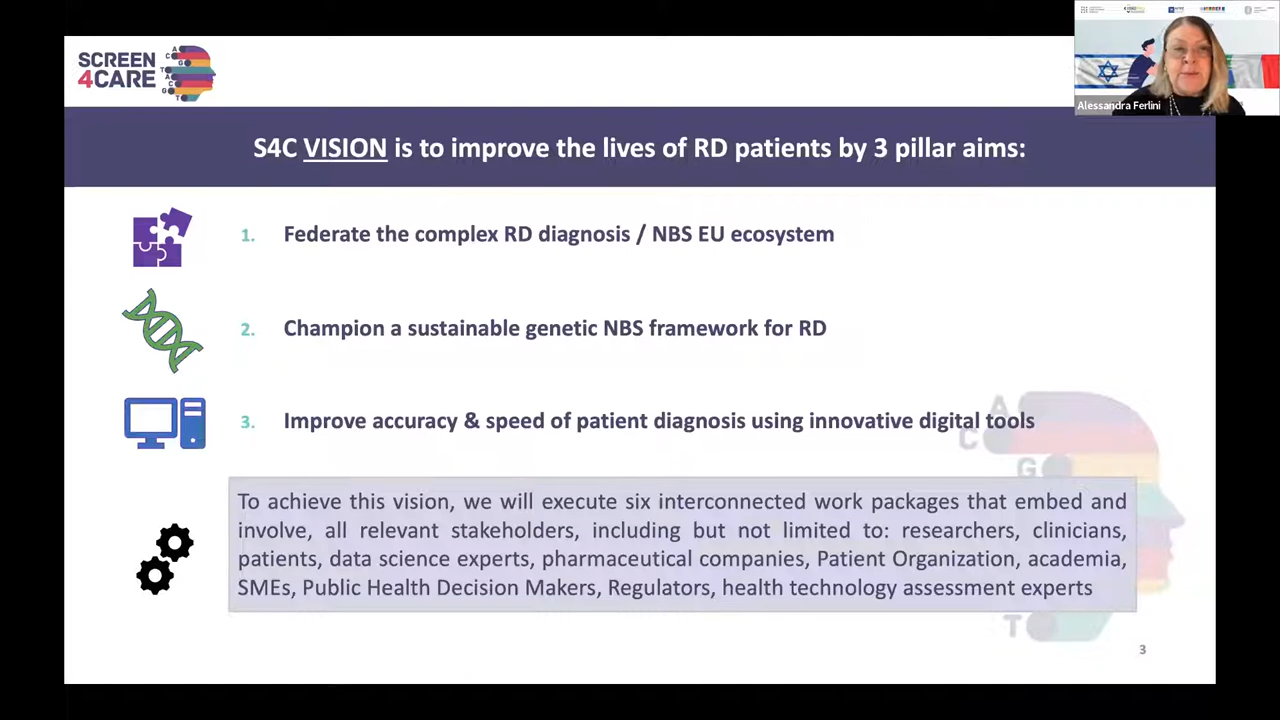 SCREEN
4CARE
A
C
G
T
A
C
G
T
Alessandra Ferlini
S4C VISION is to improve the lives of RD patients by 3 pillar aims:
1. Federate the complex RD diagnosis / NBS EU ecosystem
2. Champion a sustainable genetic NBS framework for RD
3. Improve accuracy & speed of patient diagnosis using innovative digital tools
A
C
G
To achieve this vision, we will execute six interconnected work packages that embed and
involve, all relevant stakeholders, including but not limited to: researchers, clinicians,
patients, data science experts, pharmaceutical companies, Patient Organization, academia,
SMEs, Public Health Decision Makers, Regulators, health technology assessment experts
T
3